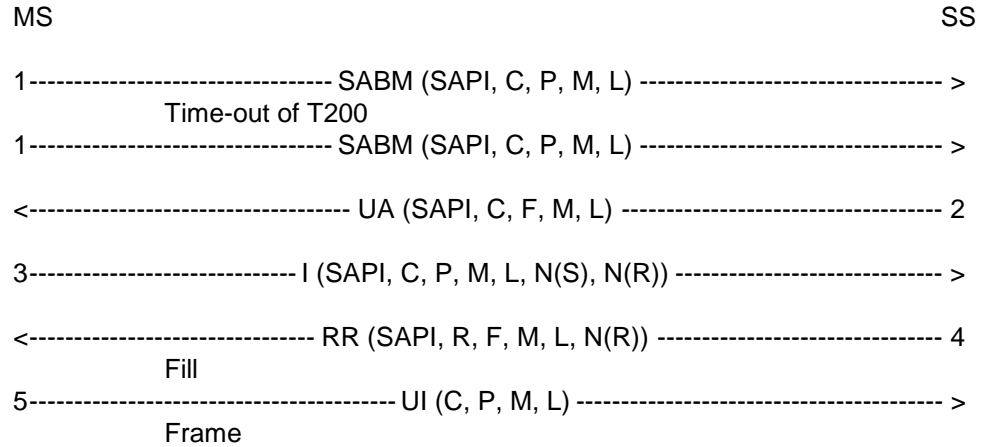 MS SS
1---------------------------------- SABM (SAPI, C, P, M, L) ---------------------------------- >
Time-out of T200
1---------------------------------- SABM (SAPI, C, P, M, L) ---------------------------------- >
<------------------------------------ UA (SAPI, C, F, M, L) ------------------------------------ 2
3------------------------------ I (SAPI, C, P, M, L, N(S), N(R)) ------------------------------ >
<-------------------------------- RR (SAPI, R, F, M, L, N(R)) -------------------------------- 4
Fill
5----------------------------------------- UI (C, P, M, L) ----------------------------------------- >
Frame